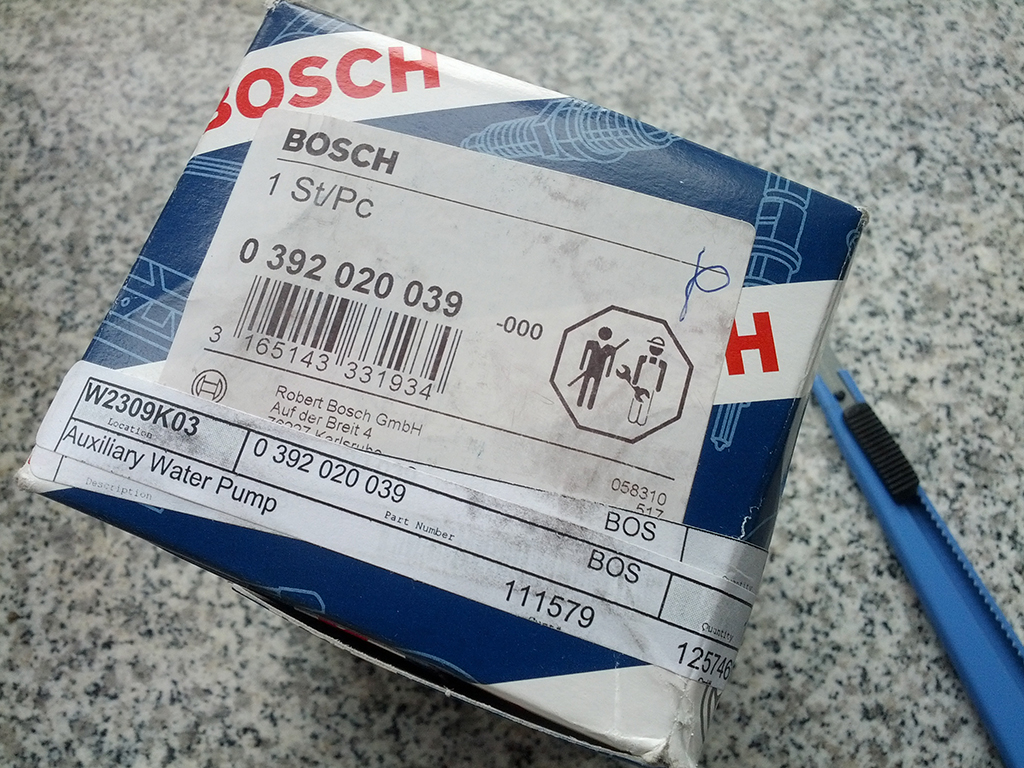 BOSCH
BOSCH
1 St/Pc
0 392 020 039
-000
3 165143 331934
H
Robert Bosch GmbH
Auf der Breit 4
76227 Karlsruhe
058310
517
W2309K03
Location
0 392 020 039
BOS
Auxiliary Water Pump
Description
Part Number
BOS
111579
Quantity
125746